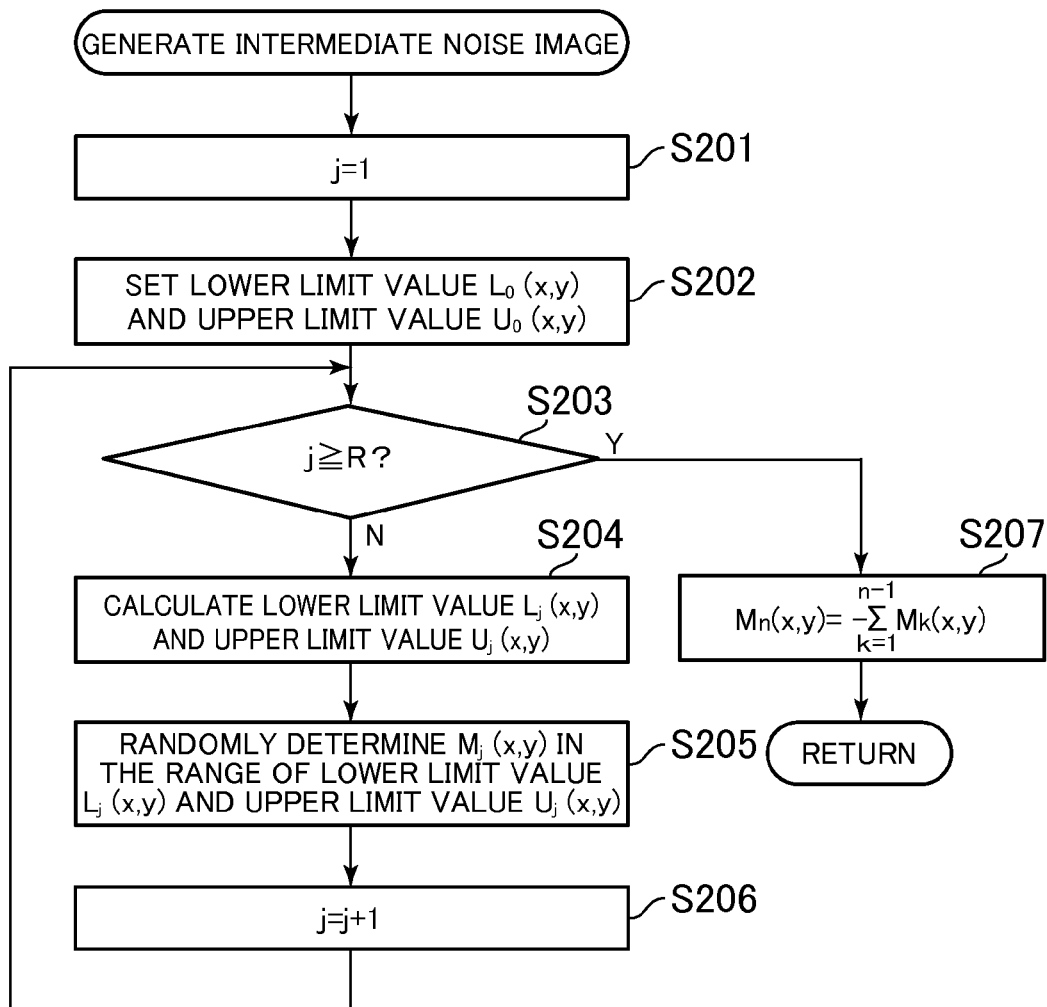 GENERATE INTERMEDIATE NOISE IMAGE
S201
j=1
S202
SET LOWER LIMIT VALUE L₀ (x,y)
AND UPPER LIMIT VALUE U₀ (x,y)
S203
j≧R?
Y
N
S204
CALCULATE LOWER LIMIT VALUE Lⱼ (x,y)
AND UPPER LIMIT VALUE Uⱼ (x,y)
S207
n−1
Mn(x,y)= −Σ Mk(x,y)
k=1
S205
RANDOMLY DETERMINE Mⱼ (x,y) IN
THE RANGE OF LOWER LIMIT VALUE
Lⱼ (x,y) AND UPPER LIMIT VALUE Uⱼ (x,y)
RETURN
S206
j=j+1